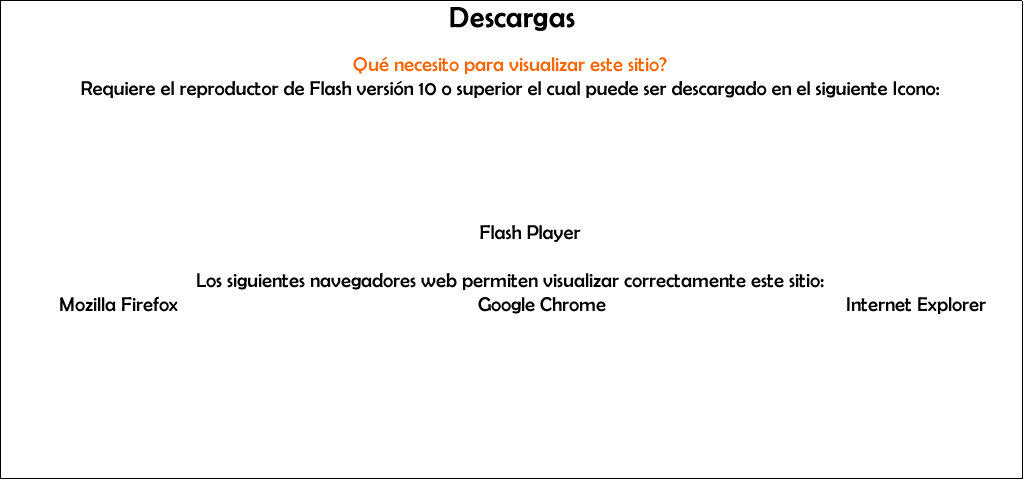 Descargas
Qué necesito para visualizar este sitio?
Requiere el reproductor de Flash versión 10 o superior el cual puede ser descargado en el siguiente Icono:
Flash Player
Los siguientes navegadores web permiten visualizar correctamente este sitio:
Mozilla Firefox Google Chrome Internet Explorer